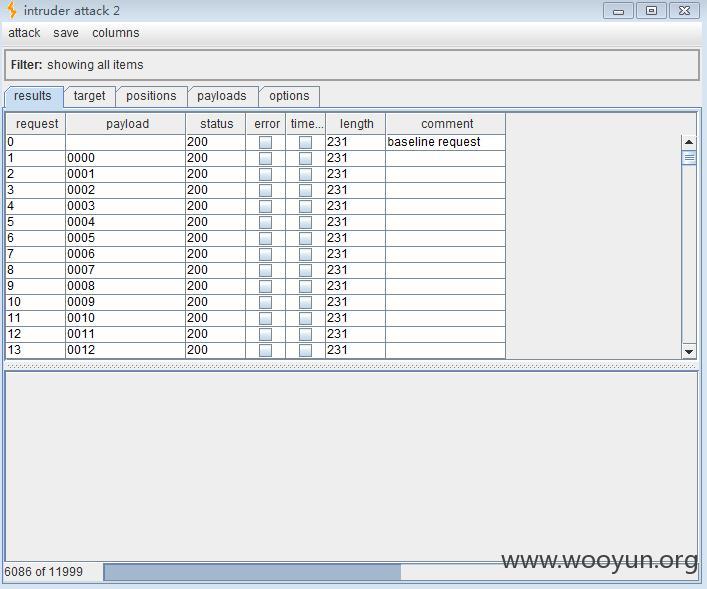 intruder attack 2
attack save columns
Filter: showing all items
results target positions payloads options
request payload status error time... length comment
0 200 231 baseline request
1 0000 200 231
2 0001 200 231
3 0002 200 231
4 0003 200 231
5 0004 200 231
6 0005 200 231
7 0006 200 231
8 0007 200 231
9 0008 200 231
10 0009 200 231
11 0010 200 231
12 0011 200 231
13 0012 200 231
www.wooyun.org
6086 of 11999